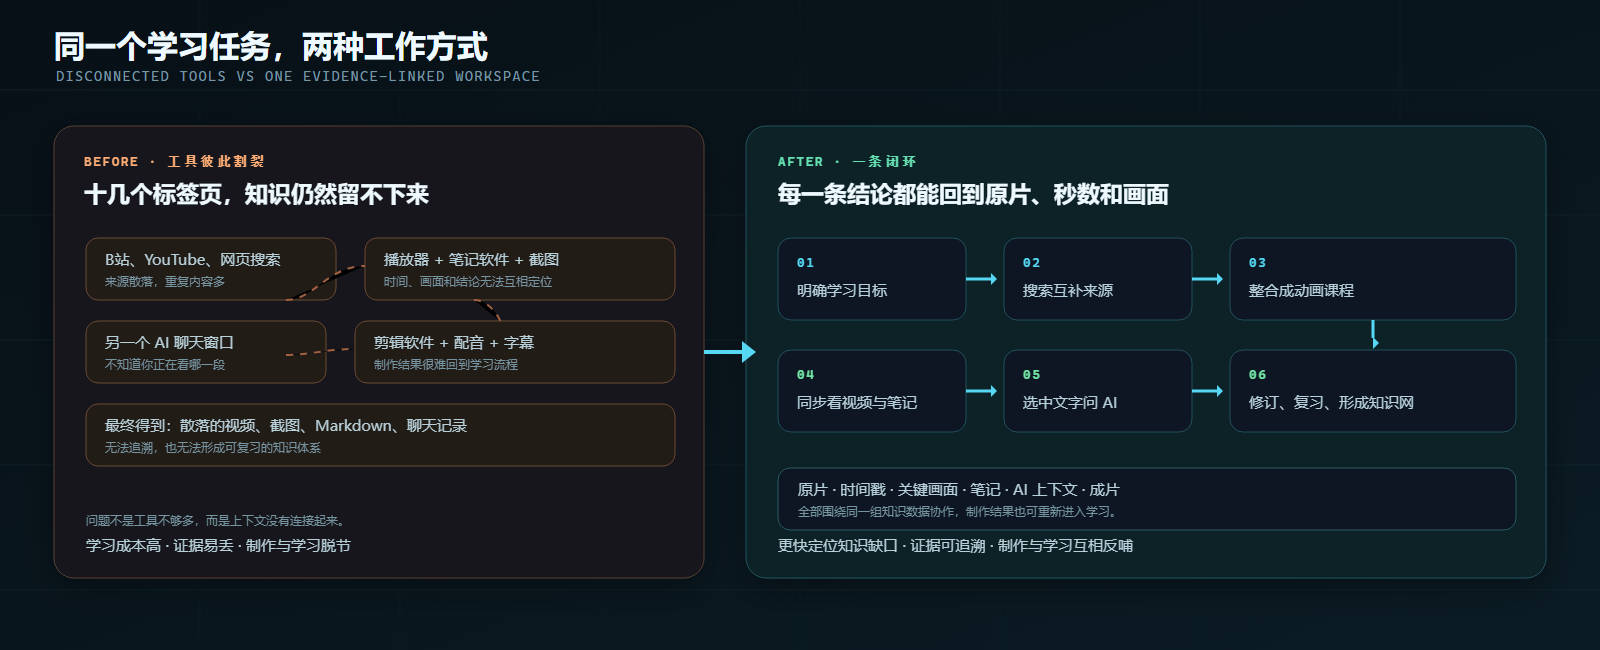 同一个学习任务，两种工作方式
DISCONNECTED TOOLS VS ONE EVIDENCE-LINKED WORKSPACE
BEFORE · 工具彼此割裂
十几个标签页，知识仍然留不下来
B站、YouTube、网页搜索
来源散落，重复内容多
播放器 + 笔记软件 + 截图
时间、画面和结论无法互相定位
另一个 AI 聊天窗口
不知道你正在看哪一段
剪辑软件 + 配音 + 字幕
制作结果很难回到学习流程
最终得到：散落的视频、截图、Markdown、聊天记录
无法追溯，也无法形成可复习的知识体系
问题不是工具不够多，而是上下文没有连接起来。
学习成本高 · 证据易丢 · 制作与学习脱节
AFTER · 一条闭环
每一条结论都能回到原片、秒数和画面
01
明确学习目标
02
搜索互补来源
03
整合成动画课程
04
同步看视频与笔记
05
选中文字问 AI
06
修订、复习、形成知识网
原片 · 时间戳 · 关键画面 · 笔记 · AI 上下文 · 成片
全部围绕同一组知识数据协作，制作结果也可重新进入学习。
更快定位知识缺口 · 证据可追溯 · 制作与学习互相反哺